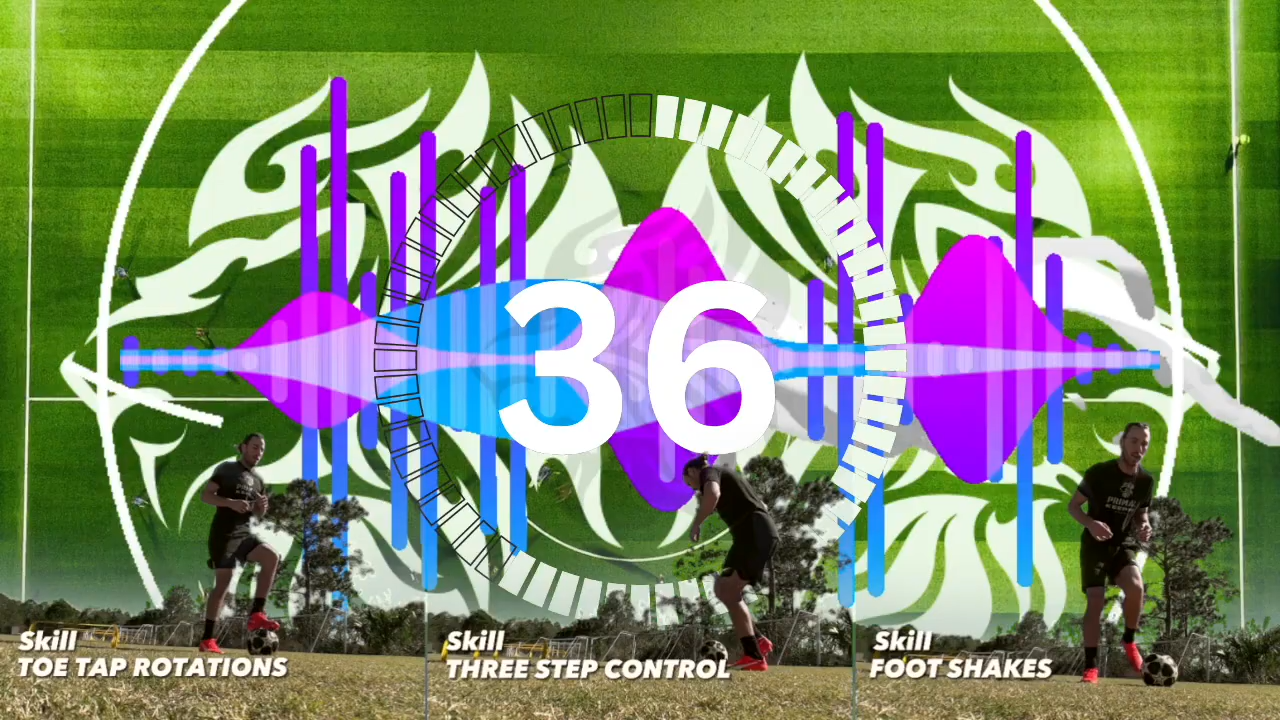 36
Skill
TOE TAP ROTATIONS
Skill
THREE STEP CONTROL
Skill
FOOT SHAKES